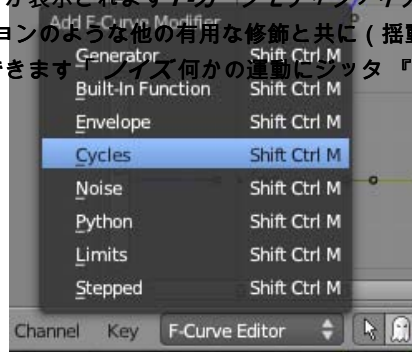 が表示されます F-カーブモディファイヤ
Add F-Curve Modifier
ョンのような他の有用な修飾と共に ( 揺動
Generator Shift Ctrl M
きます「 ノイズ 何かの運動にジッタ 『
Built-In Function Shift Ctrl M
Envelope Shift Ctrl M
Cycles Shift Ctrl M
Noise Shift Ctrl M
Python Shift Ctrl M
Limits Shift Ctrl M
Stepped Shift Ctrl M
Channel Key F-Curve Editor